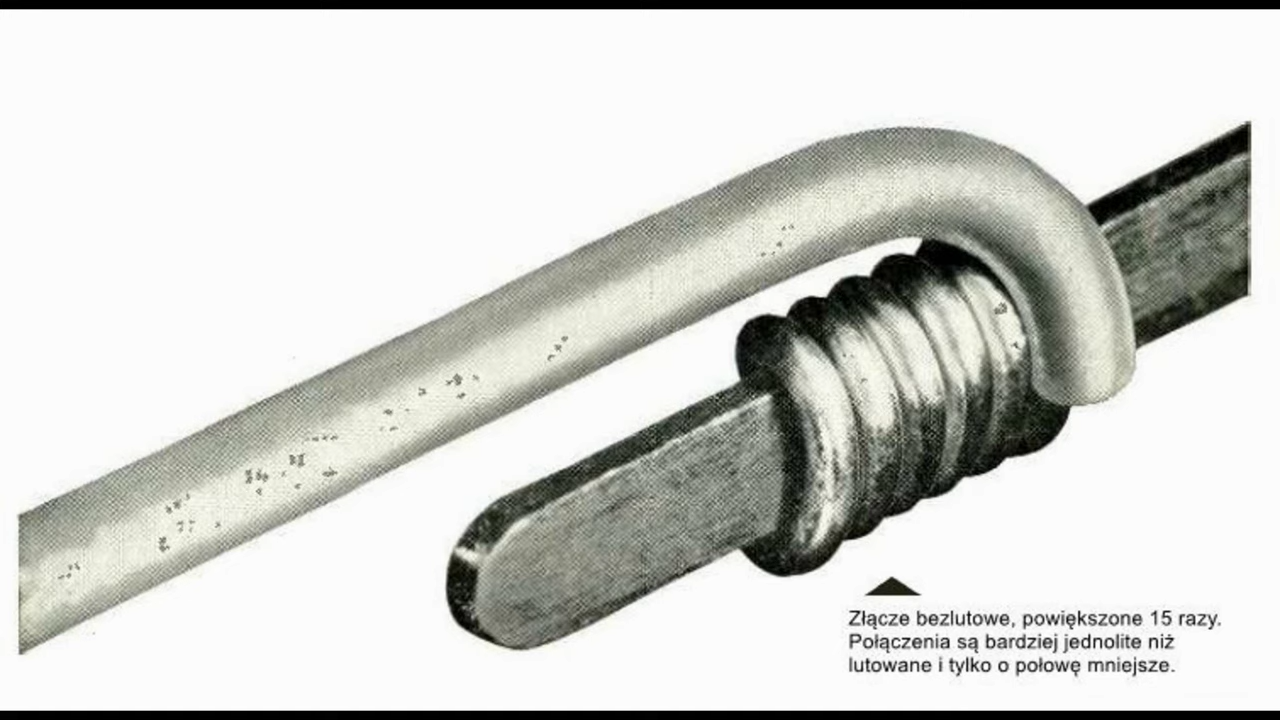 Złącze bezlutowe, powiększone 15 razy.
Połączenia są bardziej jednolite niż
lutowane i tylko o połowę mniejsze.